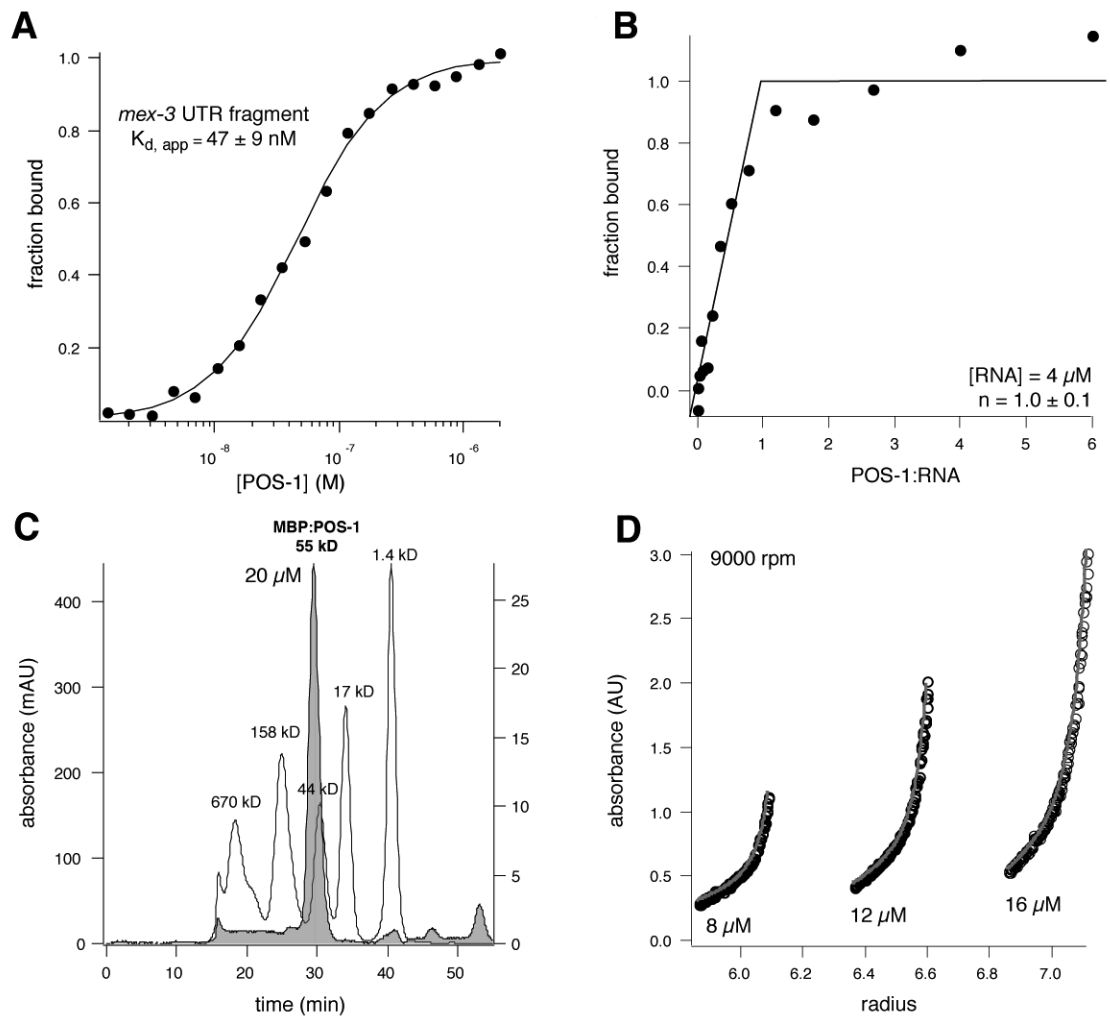 A
1.0
0.8
0.6
0.4
0.2
fraction bound
mex-3 UTR fragment
Kd, app = 47 ± 9 nM
10-8
10-7
10-6
[POS-1] (M)
B
1.0
0.8
0.6
0.4
0.2
0.0
fraction bound
[RNA] = 4 µM
n = 1.0 ± 0.1
0 1 2 3 4 5 6
POS-1:RNA
C
MBP:POS-1
55 kD
20 µM
1.4 kD
17 kD
158 kD
44 kD
670 kD
400
300
200
100
0
absorbance (mAU)
25
20
15
10
5
0
0 10 20 30 40 50
time (min)
D
9000 rpm
3.0
2.5
2.0
1.5
1.0
0.5
0.0
absorbance (AU)
8 µM
12 µM
16 µM
6.0 6.2 6.4 6.6 6.8 7.0
radius